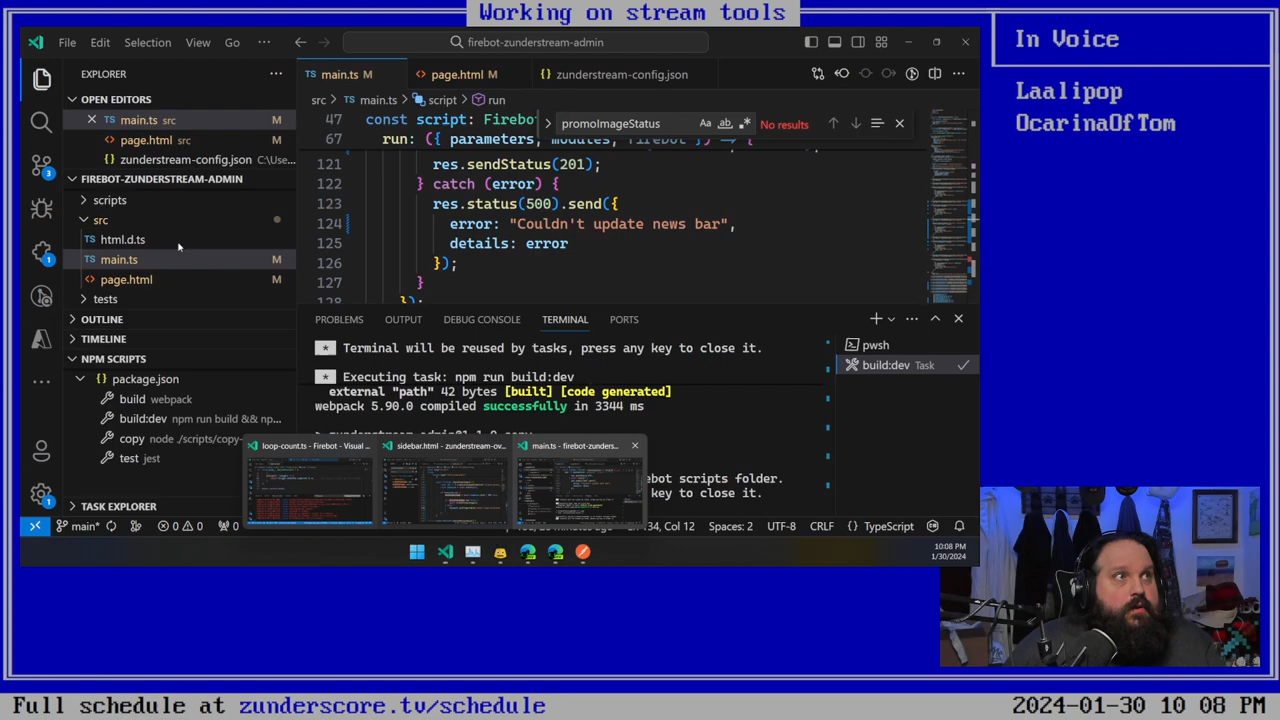 Working on stream tools
In Voice
Laalipop
OcarinaOfTom
File Edit Selection View Go ··· firebot-zunderstream-admin
EXPLORER
OPEN EDITORS
main.ts src M
page.html src M
zunderstream-config.json C:\Use...
FIREBOT-ZUNDERSTREAM-ADMI
scripts
src
html.d.ts
main.ts M
page.html M
tests
OUTLINE
TIMELINE
NPM SCRIPTS
package.json
build webpack
build:dev npm run build && np...
copy node ./scripts/copy-
test jest
TASK EXPLORER
main.ts M page.html M zunderstream-config.json
src > main.ts > script > run
promoImageStatus Aa ab .* No results
47 const script: Firebot
run: ({ parameters, modules, firebot }) => {
121 res.sendStatus(201);
122 } catch (error) {
123 res.status(500).send({
124 error: "Couldn't update news bar",
125 details: error
126 });
127
128 });
PROBLEMS OUTPUT DEBUG CONS TERMINAL PORTS
* Terminal will be reused by tasks, press any key to close it.
* Executing task: npm run build:dev
external "path" 42 bytes [built] [code generated]
webpack 5.90.0 compiled successfully in 3344 ms
pwsh
build:dev Task
loop-count.ts - Firebot - Visual ...
sidebar.html - zunderstream-ov...
main.ts - firebot-zunders...
scripts folder.
key to close it.
main* 0 0 0 34, Col 12 Spaces: 2 UTF-8 CRLF {} TypeScript
10:08 PM
1/30/2024
Full schedule at zunderscore.tv/schedule
2024-01-30 10 08 PM